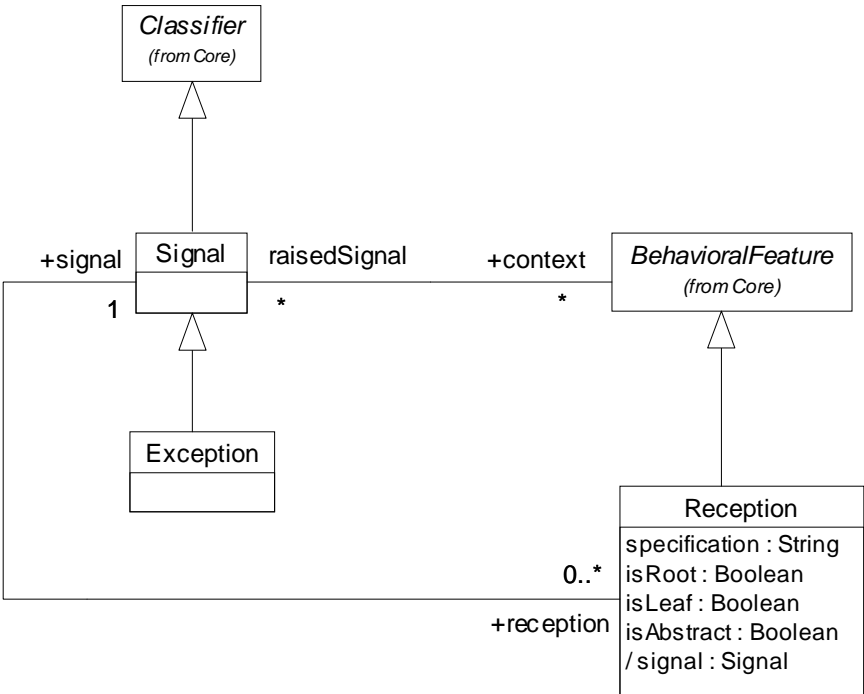 Classifier
(from Core)
+signal
Signal
raisedSignal
+context
BehavioralFeature
(from Core)
1
*
*
Exception
Reception
specification : String
0..*
isRoot : Boolean
isLeaf : Boolean
+reception
isAbstract : Boolean
/ signal : Signal